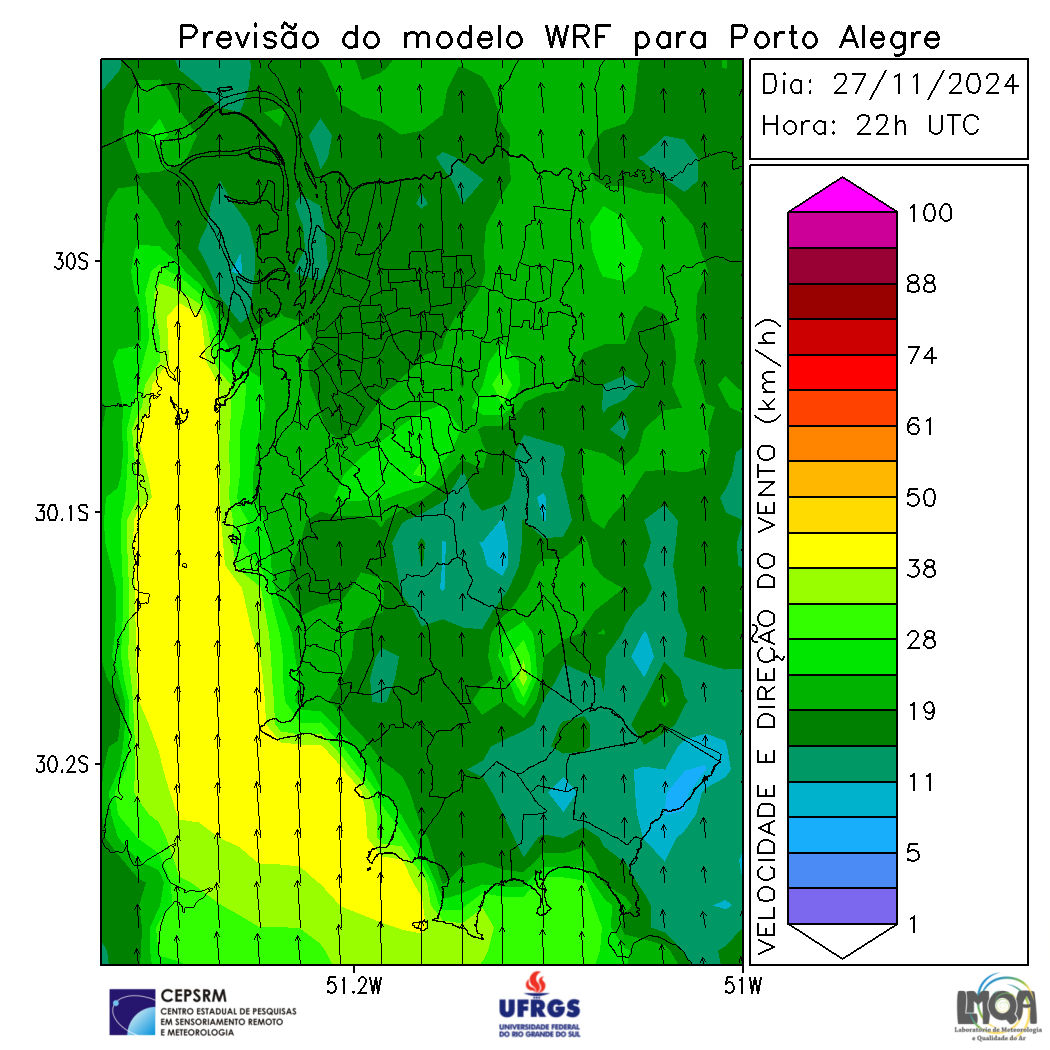 Previsão do modelo WRF para Porto Alegre
Dia: 27/11/2024
Hora: 22h UTC
30S
30.1S
30.2S
51.2W
51W
VELOCIDADE E DIREÇÃO DO VENTO (km/h)
100
88
74
61
50
38
28
19
11
5
1
CEPSRM
CENTRO ESTADUAL DE PESQUISAS
EM SENSORIAMENTO REMOTO
E METEOROLOGIA
UFRGS
UNIVERSIDADE FEDERAL
DO RIO GRANDE DO SUL
LMQA
Laboratório de Meteorologia
e Qualidade do Ar